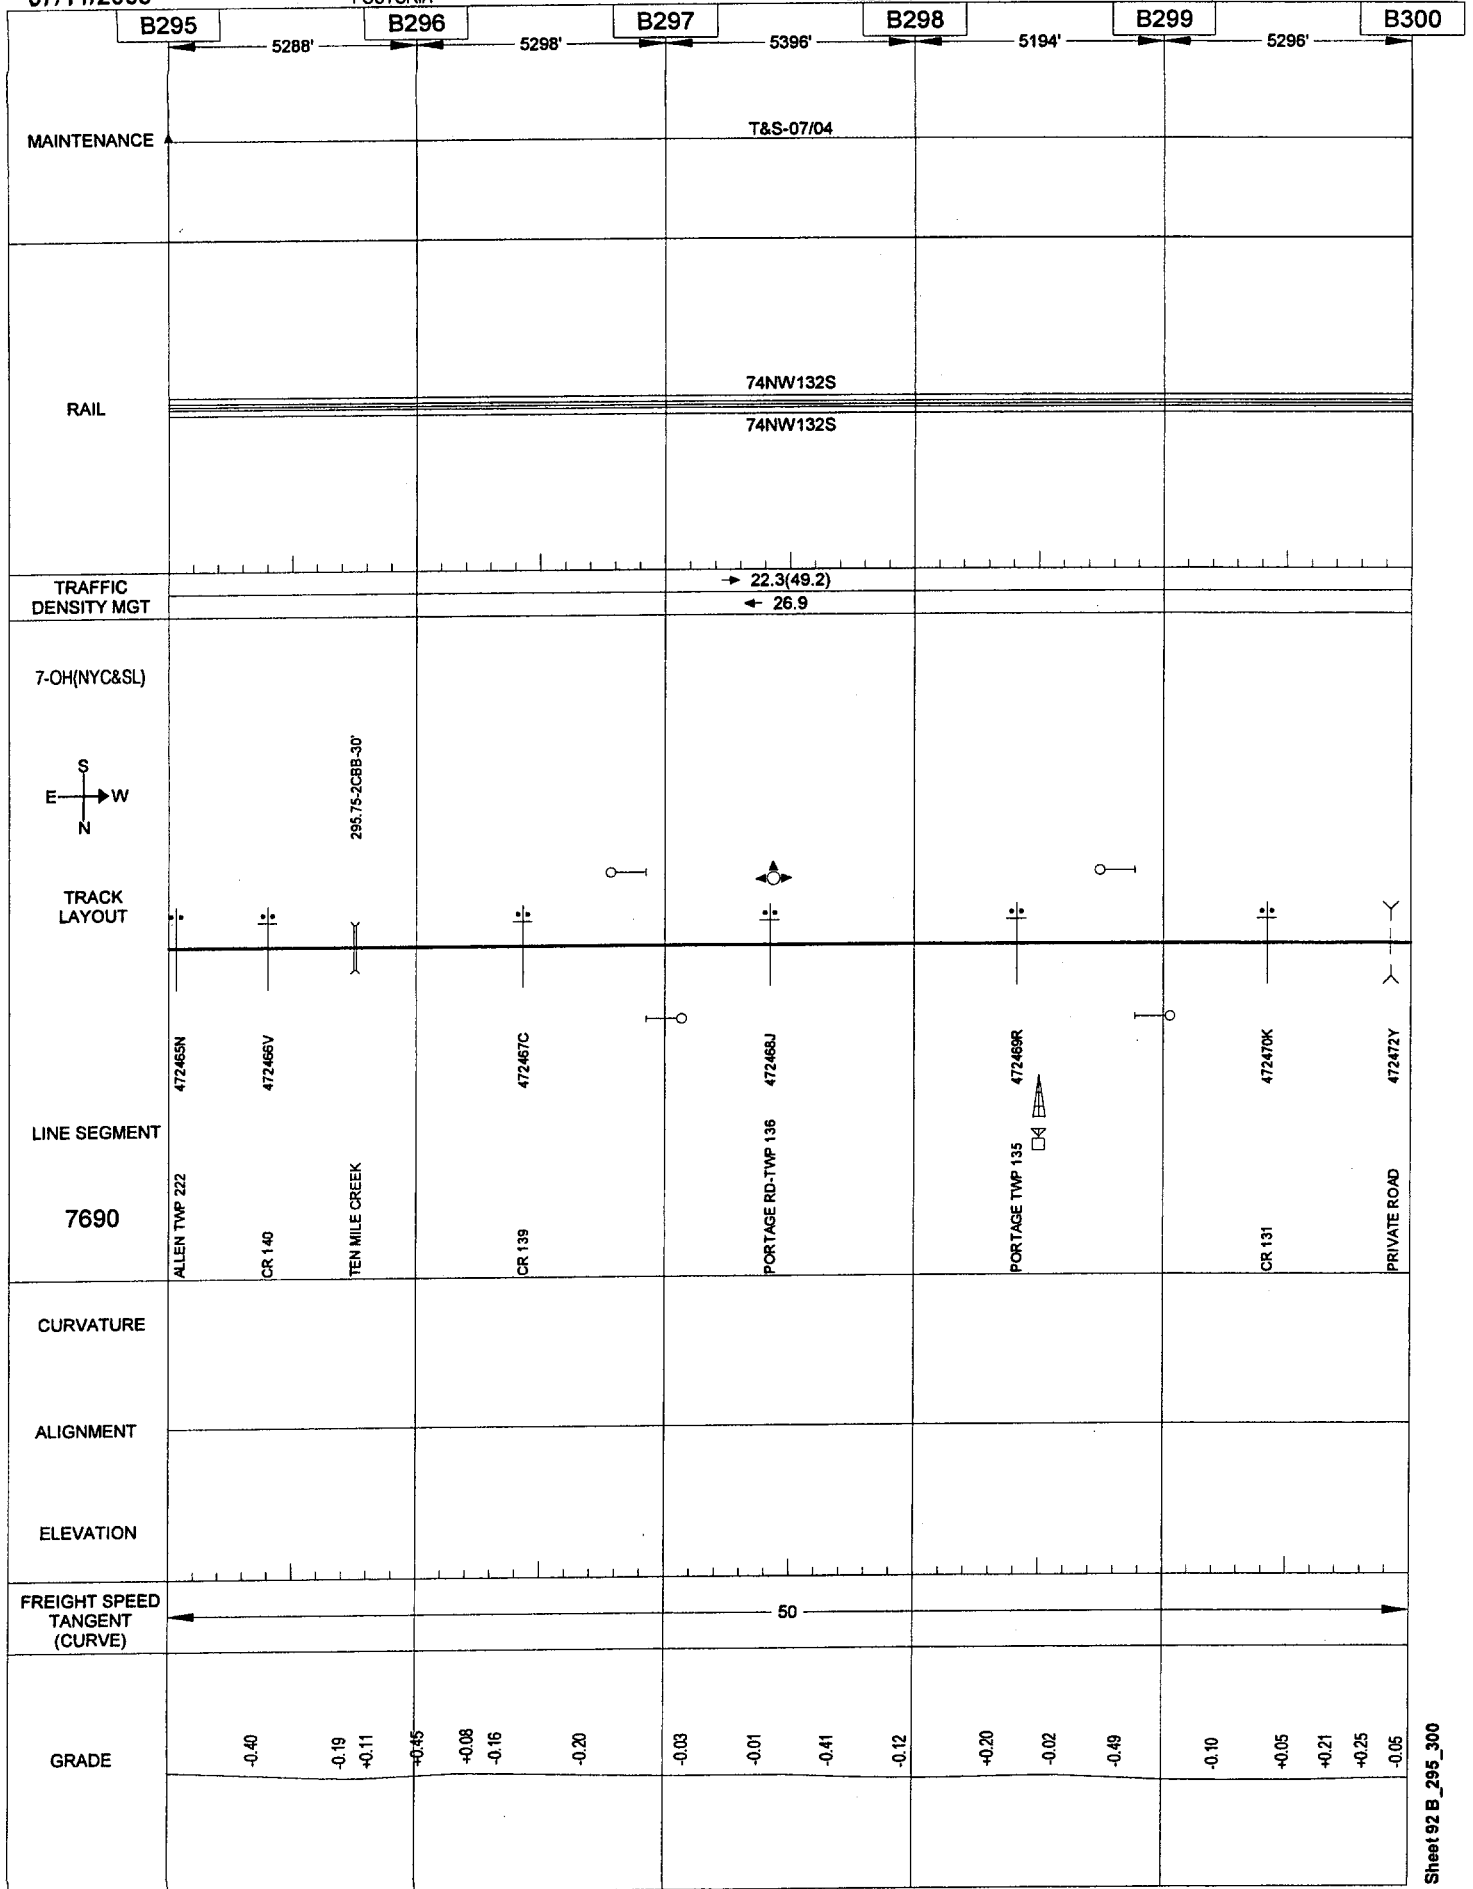 B295 B296 B297 B298 B299 B300
5288' 5298' 5396' 5194' 5296'
MAINTENANCE
T&S-07/04
RAIL
74NW132S
74NW132S
TRAFFIC
DENSITY MGT
22.3(49.2)
26.9
7-OH(NYC&SL)
S
E W
N
295.75-2CBB-30'
TRACK
LAYOUT
472465N
472466V
472467C
472468J
472469R
472470K
472472Y
LINE SEGMENT
7690
ALLEN TWP 222
CR 140
TEN MILE CREEK
CR 139
PORTAGE RD-TWP 136
PORTAGE TWP 135
CR 131
PRIVATE ROAD
CURVATURE
ALIGNMENT
ELEVATION
FREIGHT SPEED
TANGENT
(CURVE)
50
GRADE
-0.40
-0.19
+0.11
+0.45
+0.08
-0.16
-0.20
-0.03
-0.01
-0.41
-0.12
+0.20
-0.02
-0.49
-0.10
+0.05
+0.21
+0.25
-0.05
Sheet 92 B_295_300